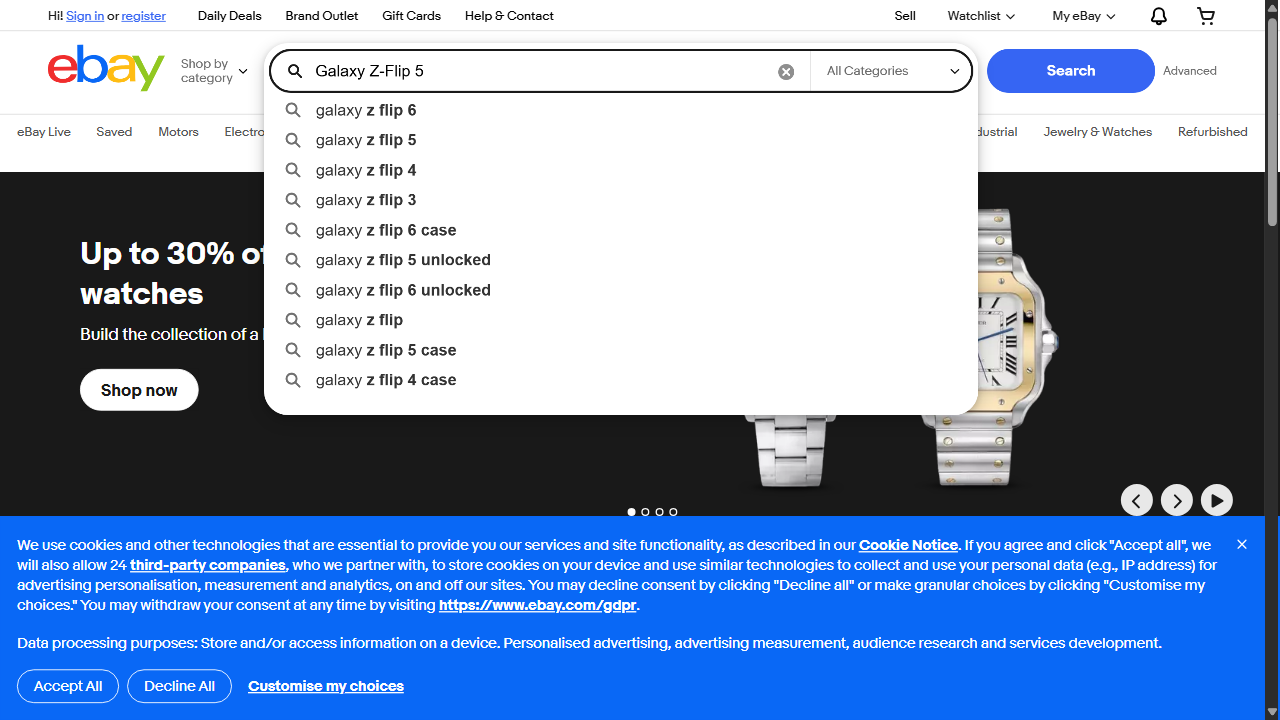 Hi! Sign in or register
Daily Deals
Brand Outlet
Gift Cards
Help & Contact
Sell
Watchlist
My eBay
ebay
Shop by category
Galaxy Z-Flip 5
All Categories
Search
Advanced
galaxy z flip 6
galaxy z flip 5
galaxy z flip 4
galaxy z flip 3
galaxy z flip 6 case
galaxy z flip 5 unlocked
galaxy z flip 6 unlocked
galaxy z flip
galaxy z flip 5 case
galaxy z flip 4 case
eBay Live
Saved
Motors
Electro
dustrial
Jewelry & Watches
Refurbished
Up to 30% of
watches
Build the collection of a
Shop now
We use cookies and other technologies that are essential to provide you our services and site functionality, as described in our Cookie Notice. If you agree and click "Accept all", we
will also allow 24 third-party companies, who we partner with, to store cookies on your device and use similar technologies to collect and use your personal data (e.g., IP address) for
advertising personalisation, measurement and analytics, on and off our sites. You may decline consent by clicking "Decline all" or make granular choices by clicking "Customise my
choices." You may withdraw your consent at any time by visiting https://www.ebay.com/gdpr.
Data processing purposes: Store and/or access information on a device. Personalised advertising, advertising measurement, audience research and services development.
Accept All
Decline All
Customise my choices